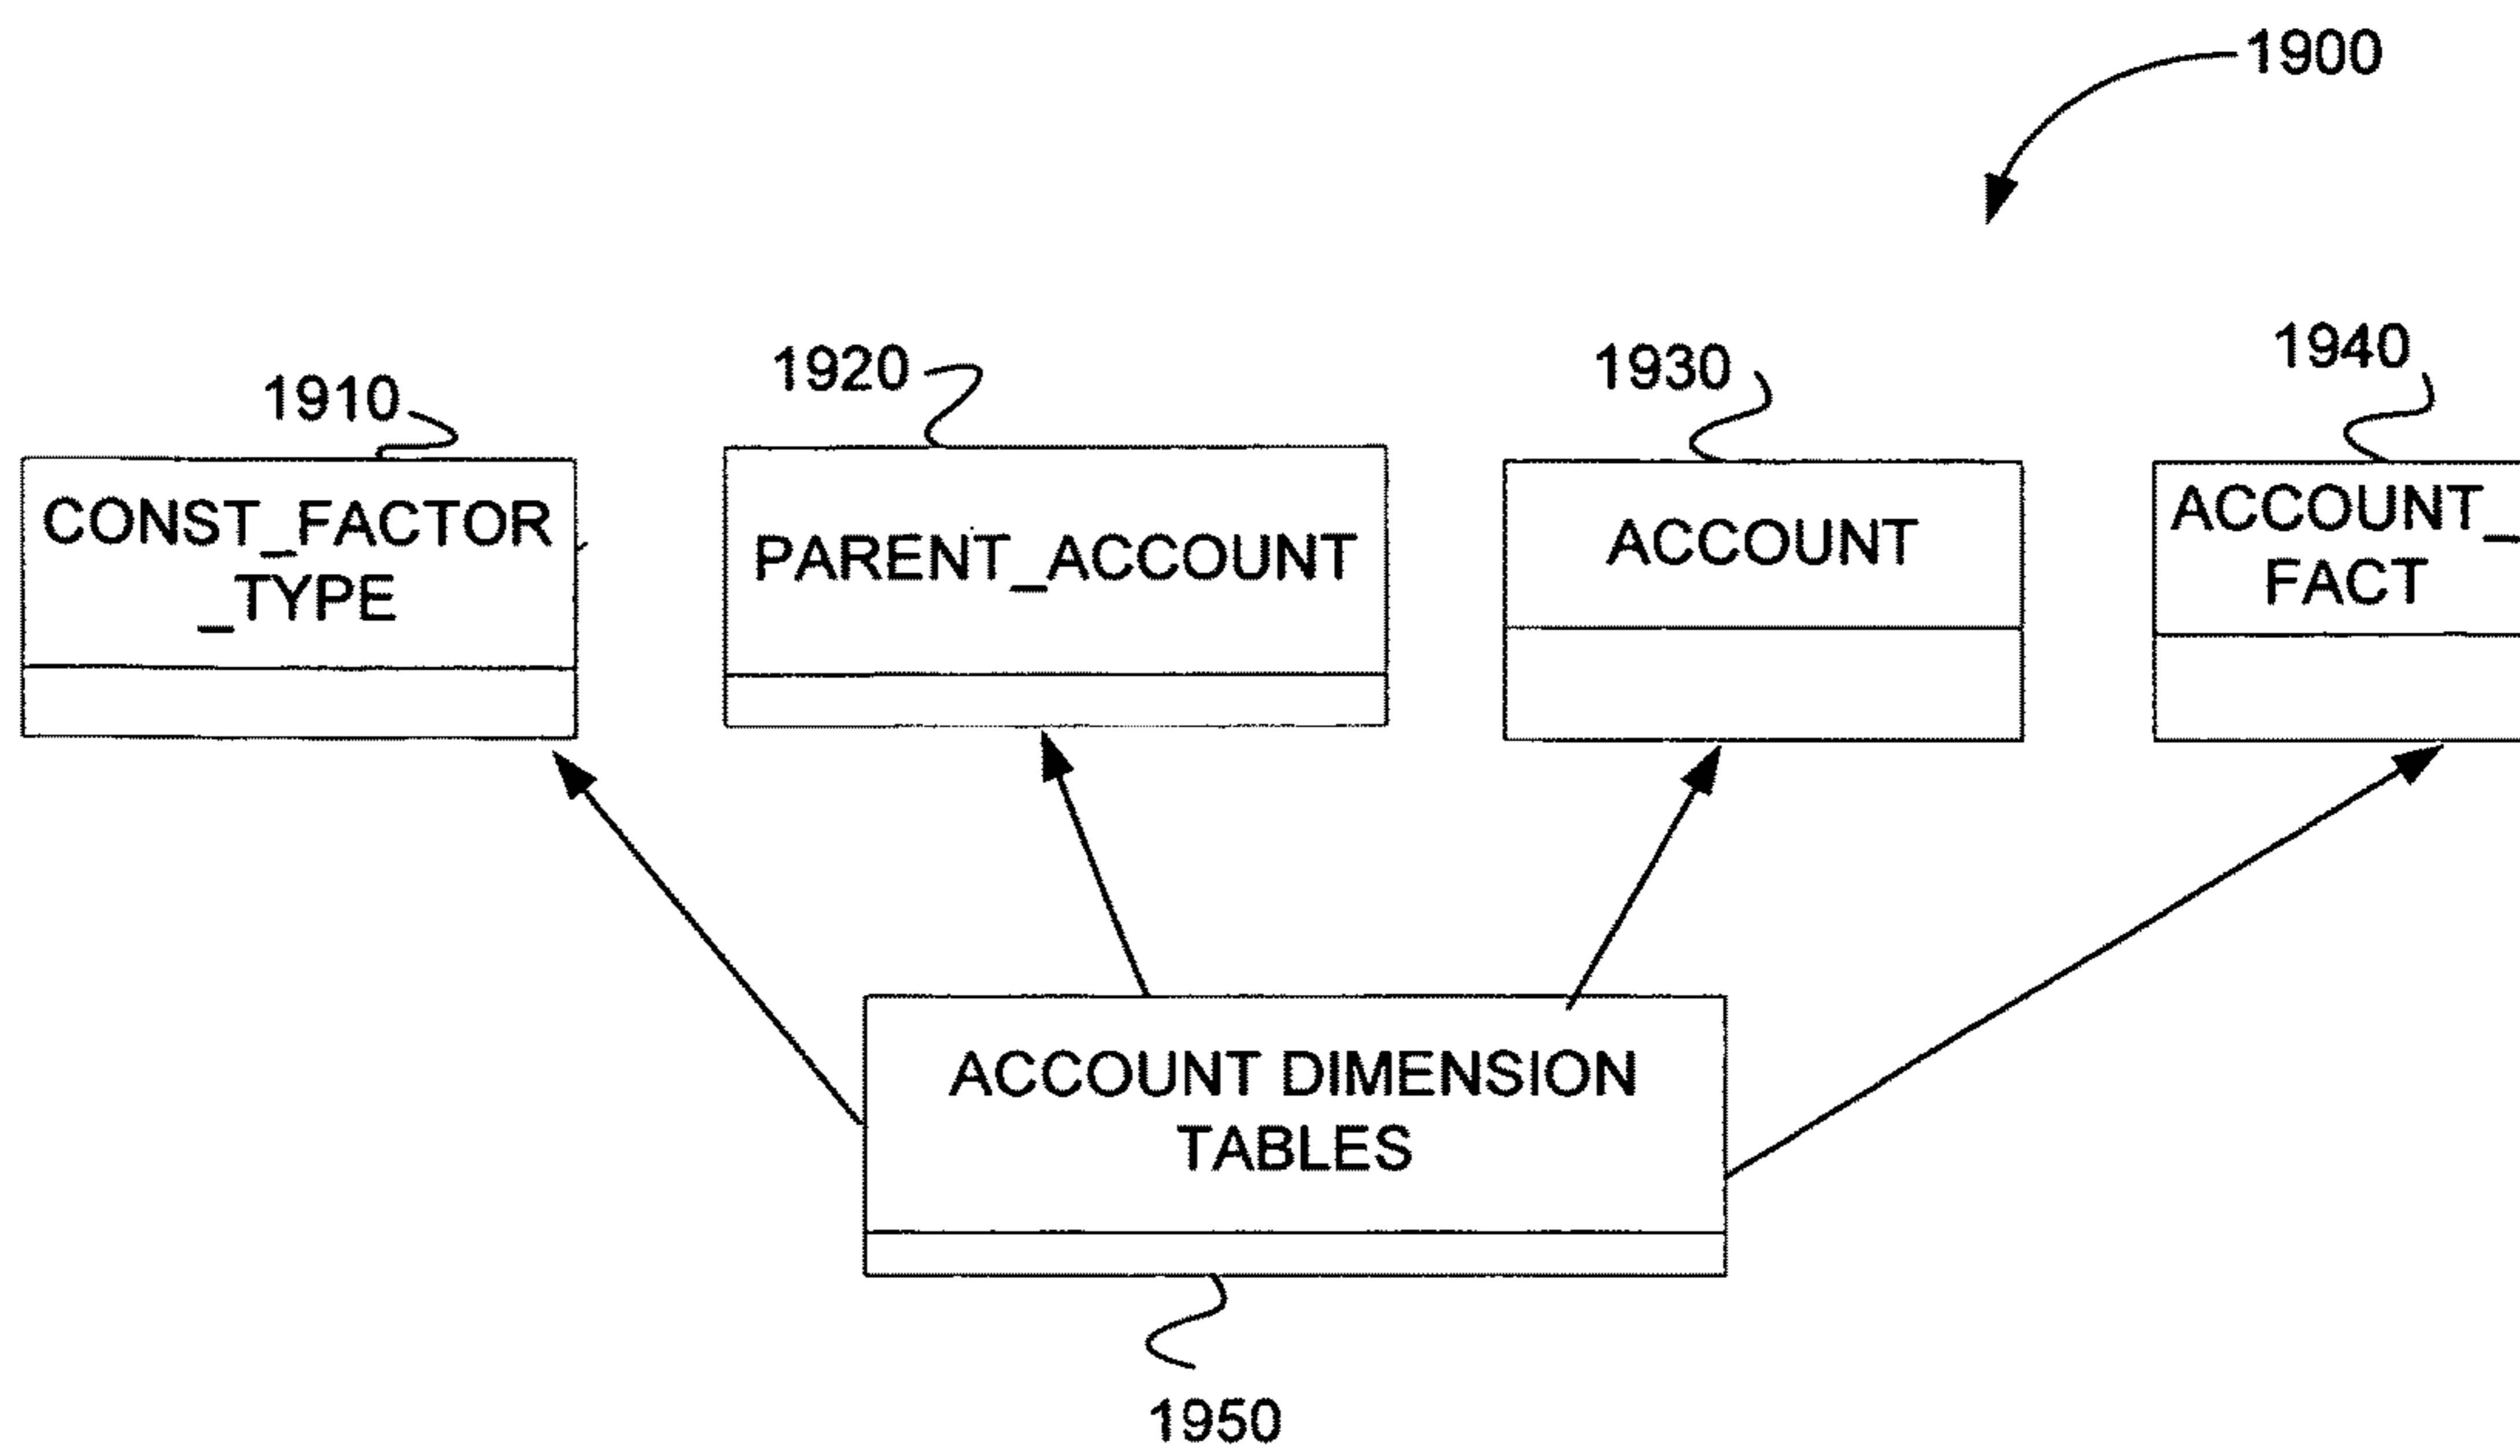 1900
1910
1920
1930
1940
CONST_FACTOR
_TYPE
PARENT_ACCOUNT
ACCOUNT
ACCOUNT_
FACT
ACCOUNT DIMENSION
TABLES
1950